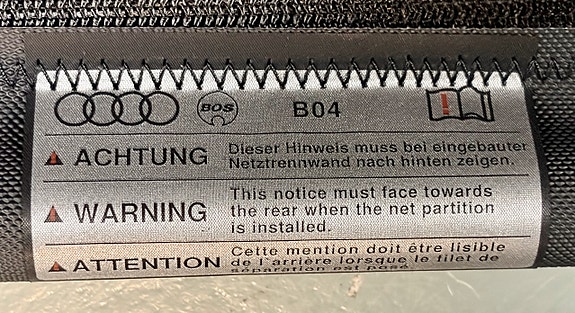 BOS B04
ACHTUNG Dieser Hinweis muss bei eingebauter
Netztrennwand nach hinten zeigen.
WARNING This notice must face towards
the rear when the net partition
is installed.
ATTENTION Cette mention doit étre lisible
de l'arriére lorsque le filet de
séparation est posé.